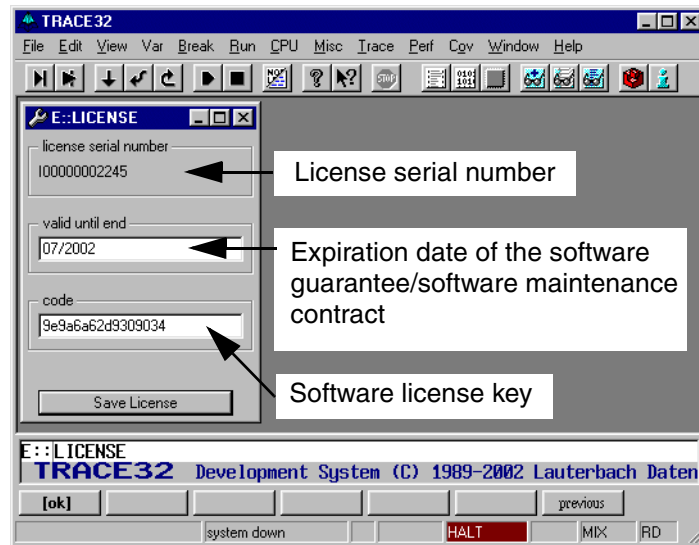 TRACE32
File Edit View Var Break Run CPU Misc Trace Perf Cov Window Help
E::LICENSE
license serial number
I00000002245
License serial number
valid until end
07/2002
Expiration date of the software
guarantee/software maintenance
contract
code
9e9a6a62d9309034
Software license key
Save License
E::LICENSE
TRACE32 Development System (C) 1989-2002 Lauterbach Daten
[ok] previous
system down HALT MIX RD